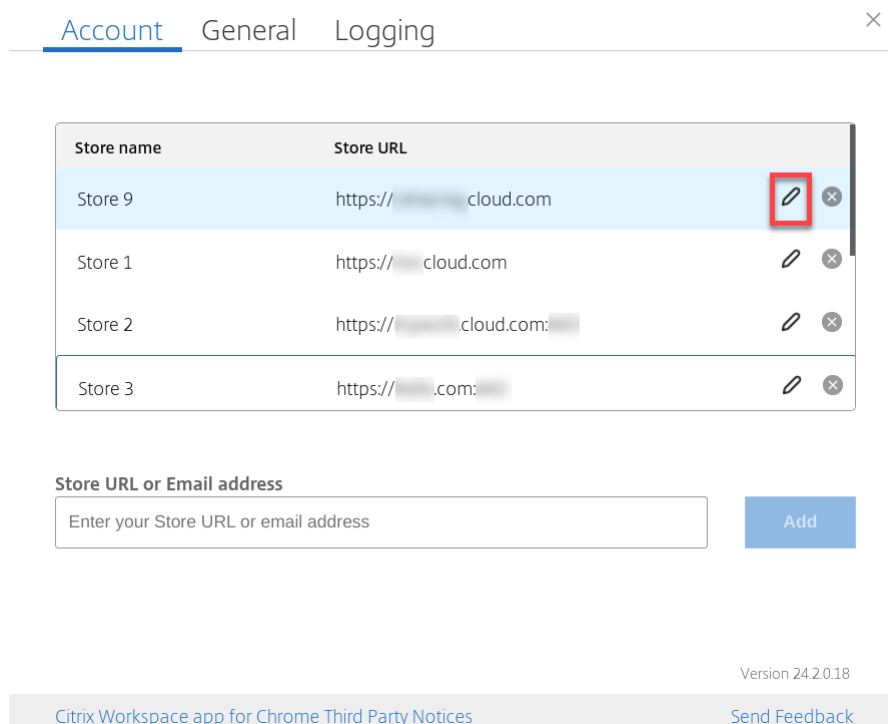 Account General Logging
Store name Store URL
Store 9 https:// cloud.com
Store 1 https:// cloud.com
Store 2 https:// .cloud.com:
Store 3 https:// .com:
Store URL or Email address
Enter your Store URL or email address Add
Version 24.2.0.18
Citrix Workspace app for Chrome Third Party Notices Send Feedback